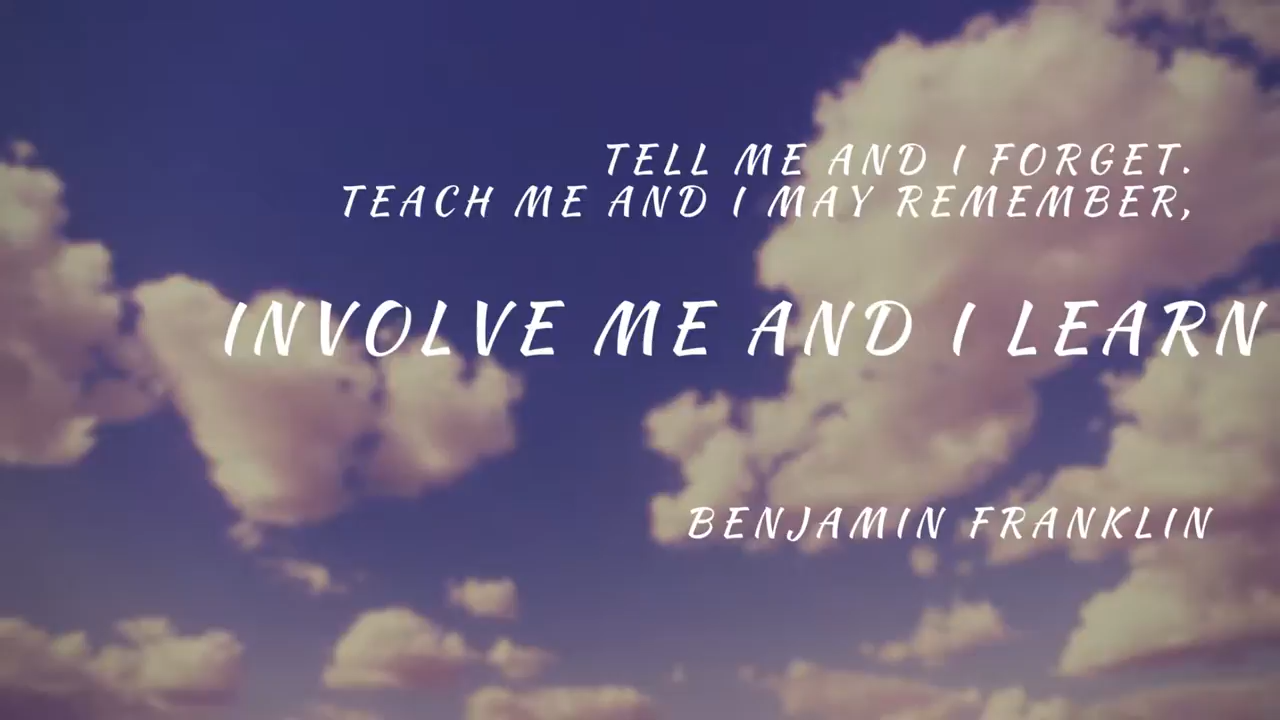 TELL ME AND I FORGET.
TEACH ME AND I MAY REMEMBER,
INVOLVE ME AND I LEARN
BENJAMIN FRANKLIN